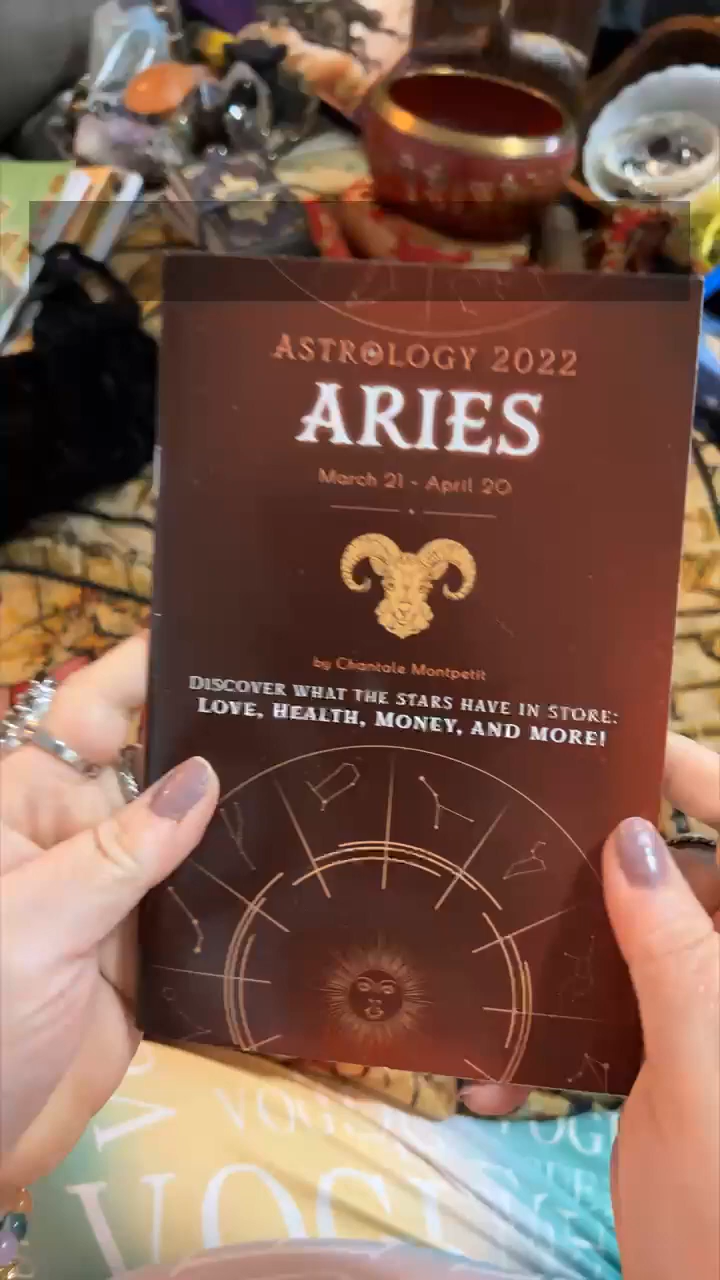 ASTROLOGY 2022
ARIES
March 21 - April 20
by Chantale Montpetit
DISCOVER WHAT THE STARS HAVE IN STORE:
LOVE, HEALTH, MONEY, AND MORE!